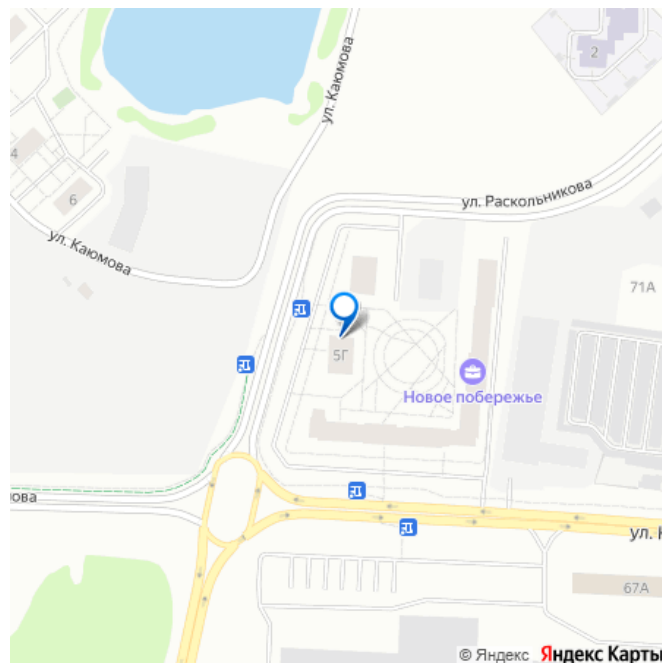 2
ул. Каюмова
4
6
ул. Раскольникова
ул. Каюмова
71А
5Г
Новое побережье
ова
ул. К
67А
© Яндекс Яндекс Карты